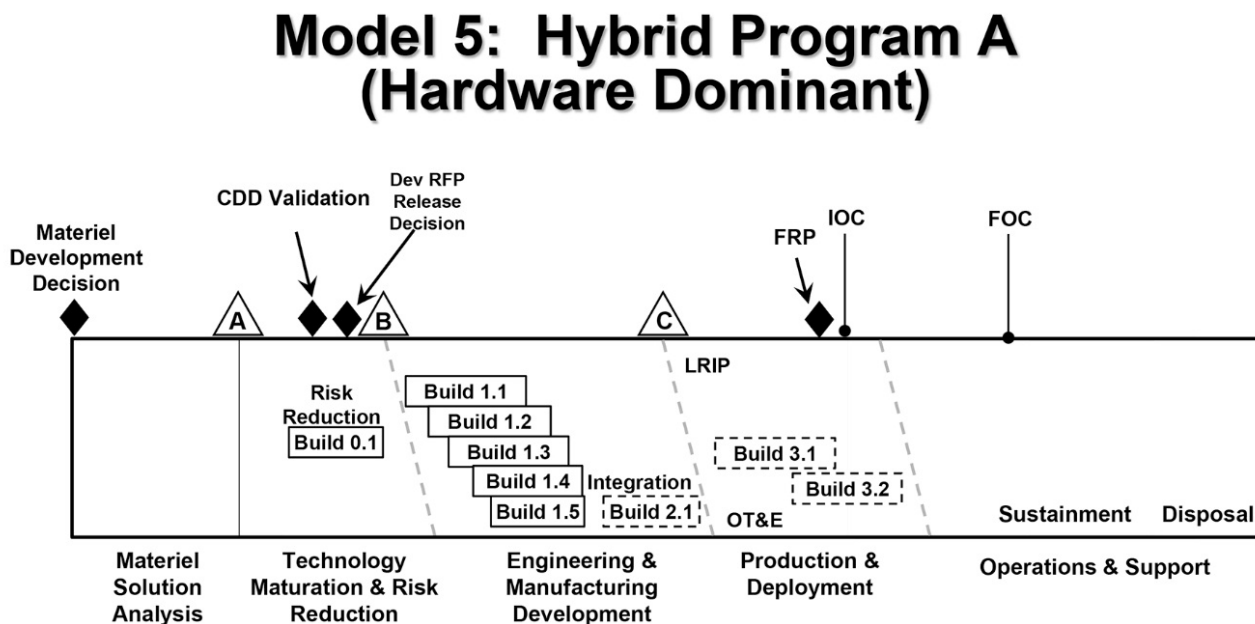 Model 5:  Hybrid Program A
(Hardware Dominant)
Materiel
Development
Decision
CDD Validation
Dev RFP
Release
Decision
FRP
IOC
FOC
A
B
C
LRIP
Risk
Reduction
Build 0.1
Build 1.1
Build 1.2
Build 1.3
Build 1.4
Build 1.5
Integration
Build 2.1
Build 3.1
Build 3.2
OT&E
Sustainment
Disposal
Materiel
Solution
Analysis
Technology
Maturation & Risk
Reduction
Engineering &
Manufacturing
Development
Production &
Deployment
Operations & Support